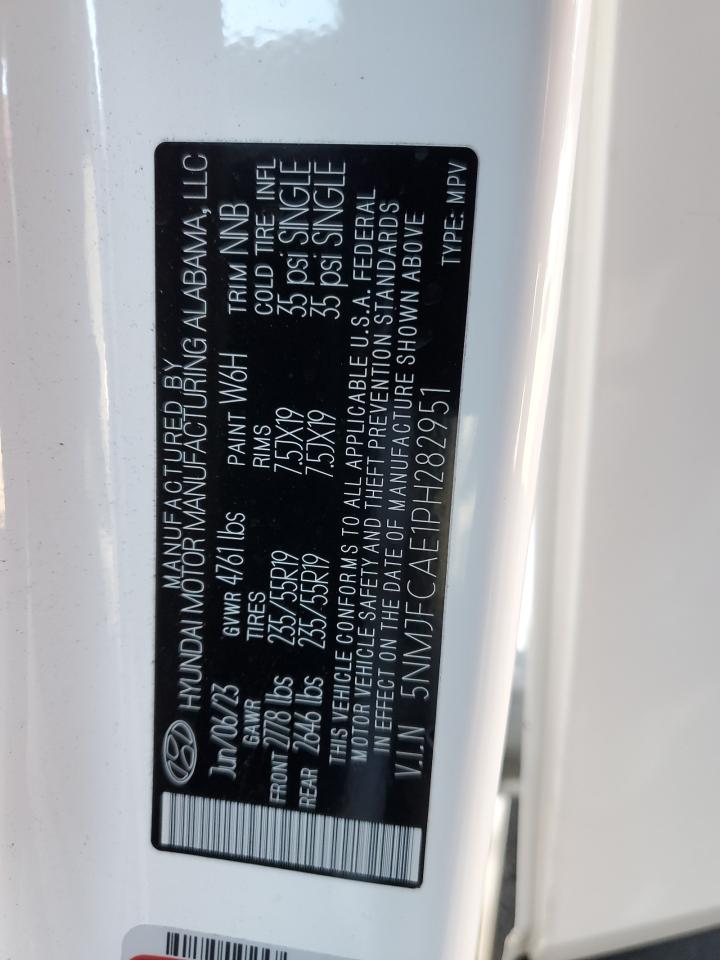 MANUFACTURED BY
HYUNDAI MOTOR MANUFACTURING ALABAMA, LLC
Jun/06/23 GVWR 4761 lbs PAINT W6H TRIM NNB
GAWR TIRES RIMS COLD TIRE INFL
FRONT 2778 lbs 235/55R19 7.5JX19 35 psi SINGLE
REAR 2646 lbs 235/55R19 7.5JX19 35 psi SINGLE
THIS VEHICLE CONFORMS TO ALL APPLICABLE U.S.A. FEDERAL
MOTOR VEHICLE SAFETY AND THEFT PREVENTION STANDARDS
IN EFFECT ON THE DATE OF MANUFACTURE SHOWN ABOVE
V.I.N 5NMJFCAE1PH282951
TYPE: MPV